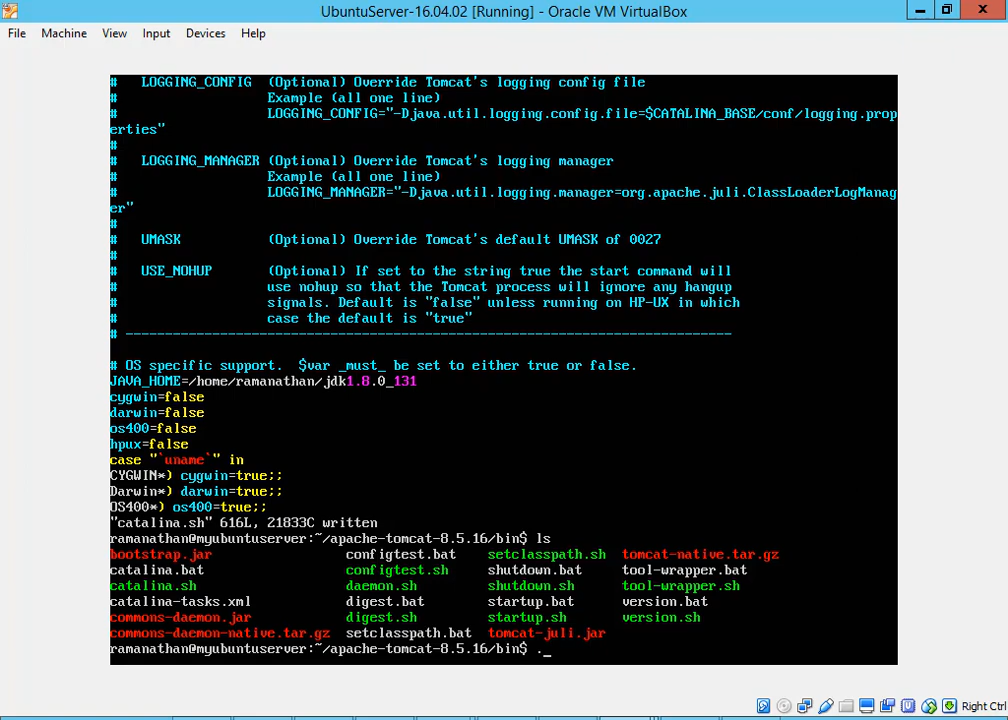 UbuntuServer-16.04.02 [Running] - Oracle VM VirtualBox
File Machine View Input Devices Help
# LOGGING_CONFIG (Optional) Override Tomcat's logging config file
# Example (all one line)
# LOGGING_CONFIG="-Djava.util.logging.config.file=$CATALINA_BASE/conf/logging.prop
erties"
#
# LOGGING_MANAGER (Optional) Override Tomcat's logging manager
# Example (all one line)
# LOGGING_MANAGER="-Djava.util.logging.manager=org.apache.juli.ClassLoaderLogManag
er"
#
# UMASK (Optional) Override Tomcat's default UMASK of 0027
#
# USE_NOHUP (Optional) If set to the string true the start command will
# use nohup so that the Tomcat process will ignore any hangup
# signals. Default is "false" unless running on HP-UX in which
# case the default is "true"
# -----------------------------------------------------------------------------
# OS specific support. $var _must_ be set to either true or false.
JAVA_HOME=/home/ramanathan/jdk1.8.0_131
cygwin=false
darwin=false
os400=false
hpux=false
case "`uname`" in
CYGWIN*) cygwin=true;;
Darwin*) darwin=true;;
OS400*) os400=true;;
"catalina.sh" 616L, 21833C written
ramanathan@myubuntuserver:~/apache-tomcat-8.5.16/bin$ ls
bootstrap.jar configtest.bat setclasspath.sh tomcat-native.tar.gz
catalina.bat configtest.sh shutdown.bat tool-wrapper.bat
catalina.sh daemon.sh shutdown.sh tool-wrapper.sh
catalina-tasks.xml digest.bat startup.bat version.bat
commons-daemon.jar digest.sh startup.sh version.sh
commons-daemon-native.tar.gz setclasspath.bat tomcat-juli.jar
ramanathan@myubuntuserver:~/apache-tomcat-8.5.16/bin$ ._
Right Ctrl